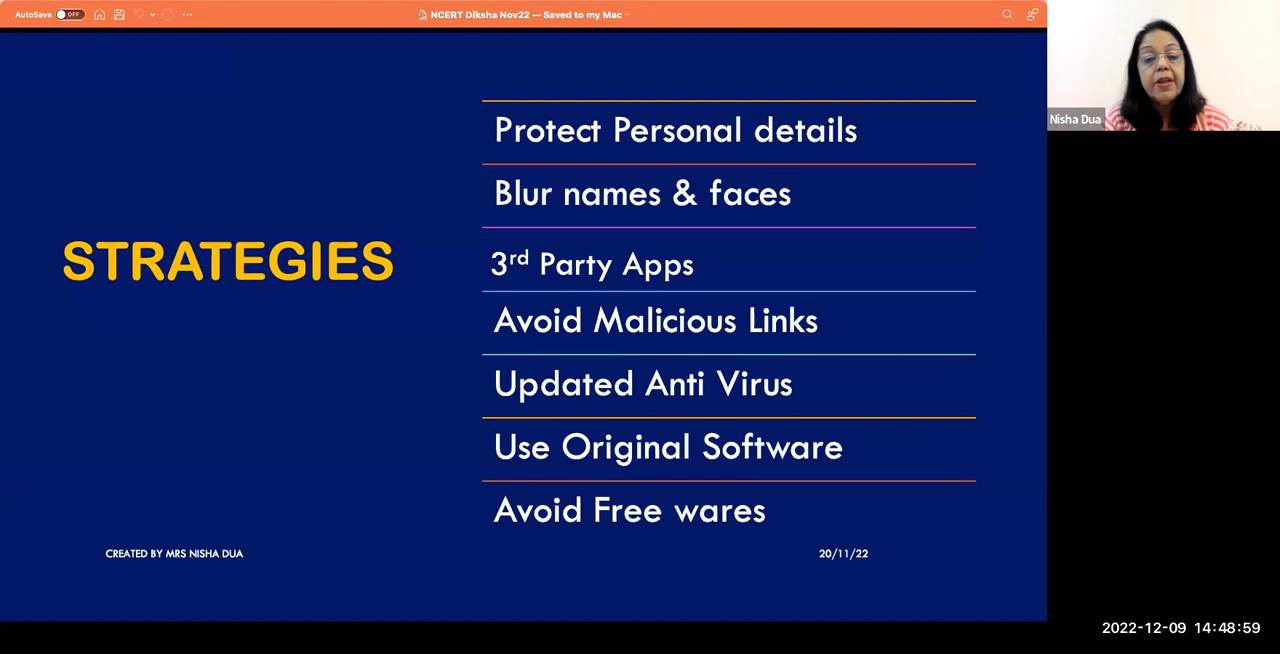 AutoSave OFF
NCERT Diksha Nov22 — Saved to my Mac
Nisha Dua
STRATEGIES
Protect Personal details
Blur names & faces
3rd Party Apps
Avoid Malicious Links
Updated Anti Virus
Use Original Software
Avoid Free wares
CREATED BY MRS NISHA DUA
20/11/22
2022-12-09 14:48:59